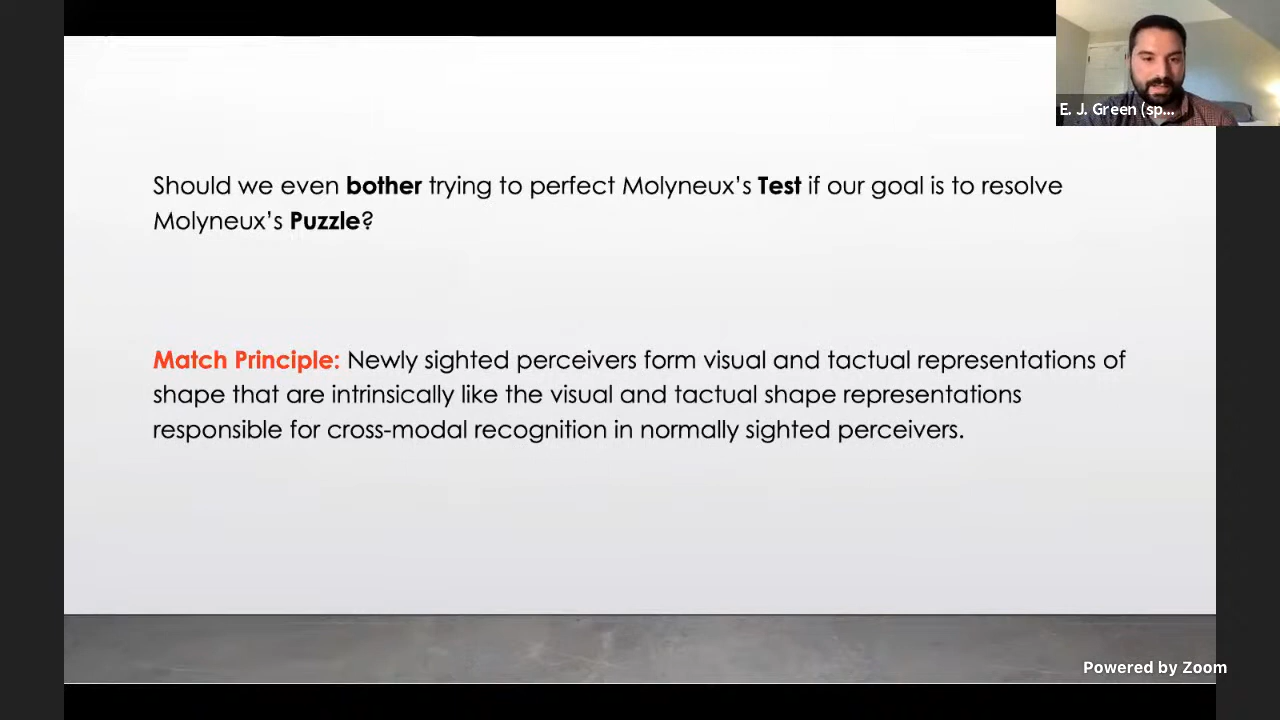 E. J. Green (sp...
Should we even bother trying to perfect Molyneux’s Test if our goal is to resolve
Molyneux’s Puzzle?
Match Principle: Newly sighted perceivers form visual and tactual representations of
shape that are intrinsically like the visual and tactual shape representations
responsible for cross-modal recognition in normally sighted perceivers.
Powered by Zoom